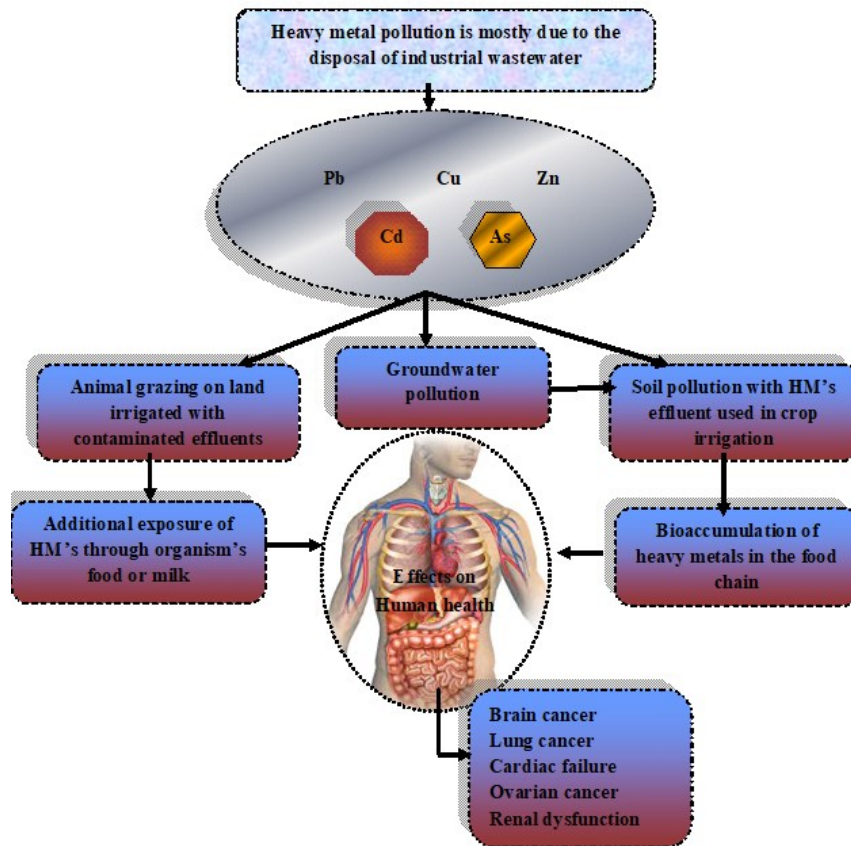 Heavy metal pollution is mostly due to the
disposal of industrial wastewater
Pb Cu Zn
Cd As
Animal grazing on land
irrigated with
contaminated effluents
Groundwater
pollution
Soil pollution with HM's
effluent used in crop
irrigation
Additional exposure of
HM's through organism's
food or milk
Effects on
Human health
Bioaccumulation of
heavy metals in the food
chain
Brain cancer
Lung cancer
Cardiac failure
Ovarian cancer
Renal dysfunction